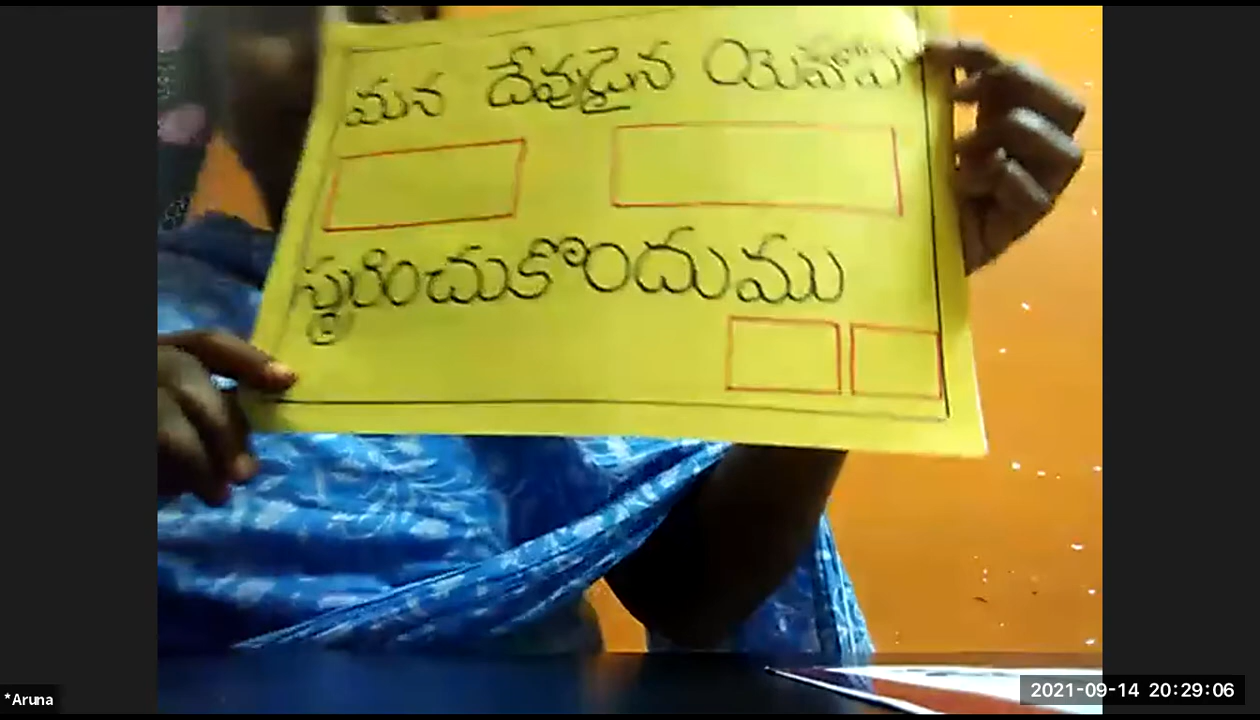 మన దేవుడైన యెహోవా
స్మరించుకొందుము
*Aruna
2021-09-14 20:29:06